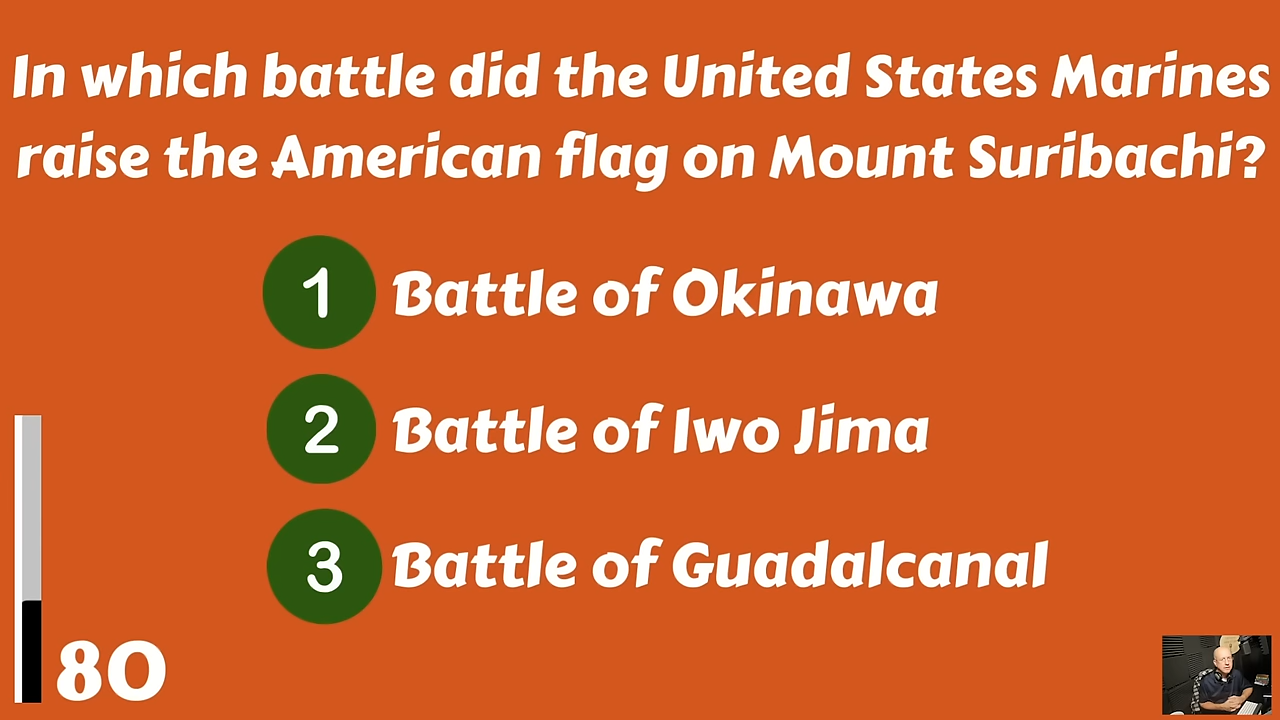 In which battle did the United States Marines
raise the American flag on Mount Suribachi?
1 Battle of Okinawa
2 Battle of Iwo Jima
3 Battle of Guadalcanal
80